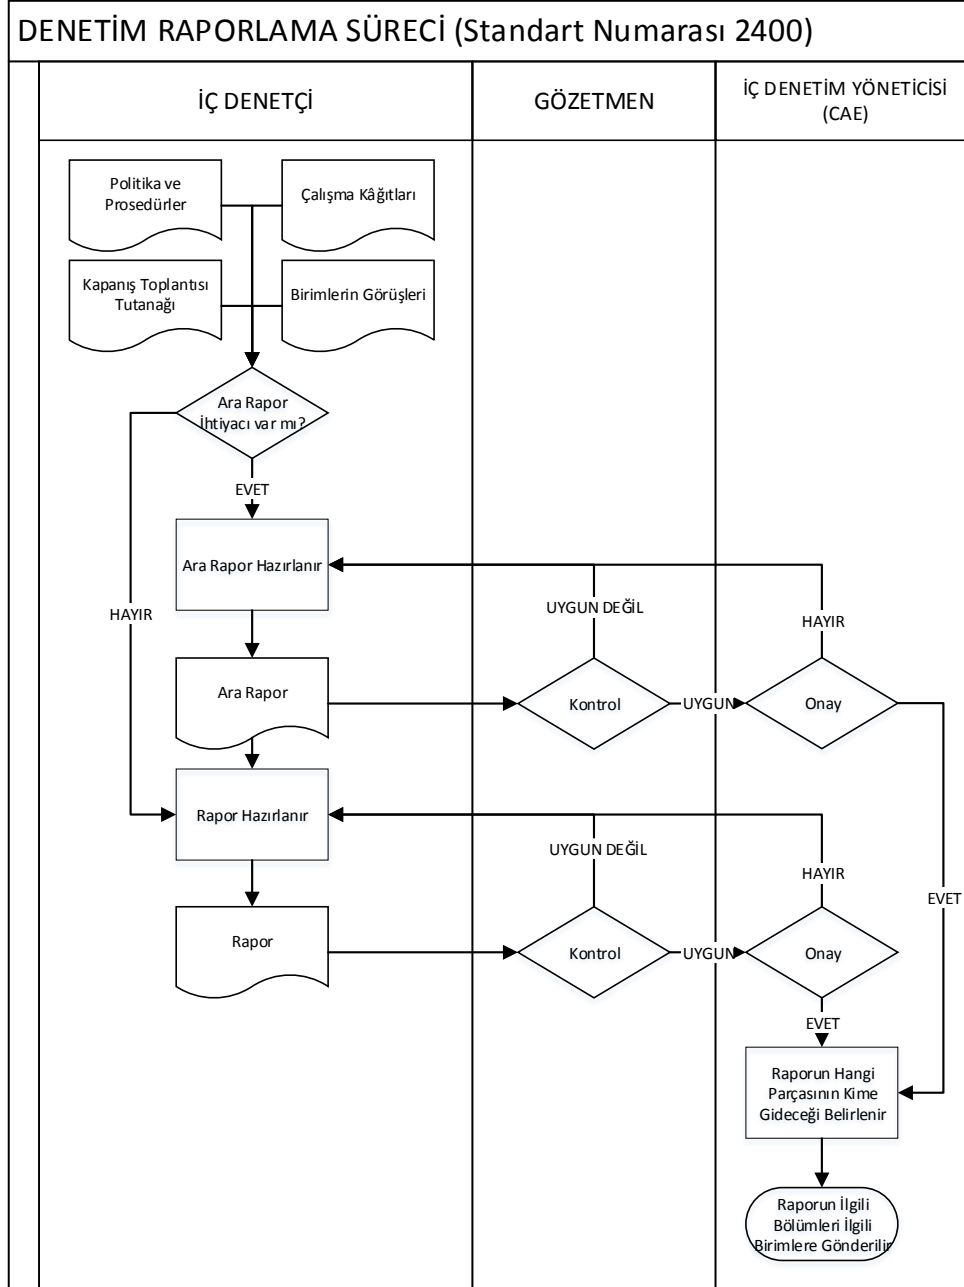 DENETİM RAPORLAMA SÜRECİ (Standart Numarası 2400)
İÇ DENETÇİ
GÖZETMEN
İÇ DENETİM YÖNETİCİSİ
(CAE)
Politika ve
Prosedürler
Çalışma Kâğıtları
Kapanış Toplantısı
Tutanağı
Birimlerin Görüşleri
Ara Rapor
İhtiyacı var mı?
EVET
Ara Rapor Hazırlanır
HAYIR
UYGUN DEĞİL
HAYIR
Ara Rapor
Kontrol
UYGUN
Onay
Rapor Hazırlanır
UYGUN DEĞİL
HAYIR
EVET
Rapor
Kontrol
UYGUN
Onay
EVET
Raporun Hangi
Parçasının Kime
Gideceği Belirlenir
Raporun İlgili
Bölümleri İlgili
Birimlere Gönderilir